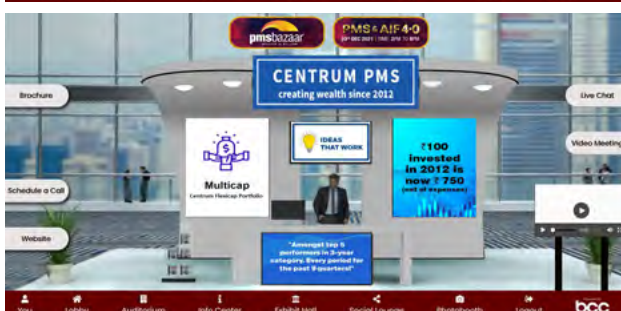 pmsbazaar
PMS & AIF 4.0
CENTRUM PMS
creating wealth since 2012
Brochure
Live Chat
IDEAS
THAT WORK
₹100
invested
in 2012 is
now ₹ 750
(net of expenses)
Video Meeting
Multicap
Centrum Flexicap Portfolio
Schedule a Call
Website
"Amongst top 5
performers in 3-year
category. Every period for
the past 9 quarters!"
You
Lobby
Auditorium
Info Center
Exhibit Hall
Social Lounge
Photobooth
Logout
bcc